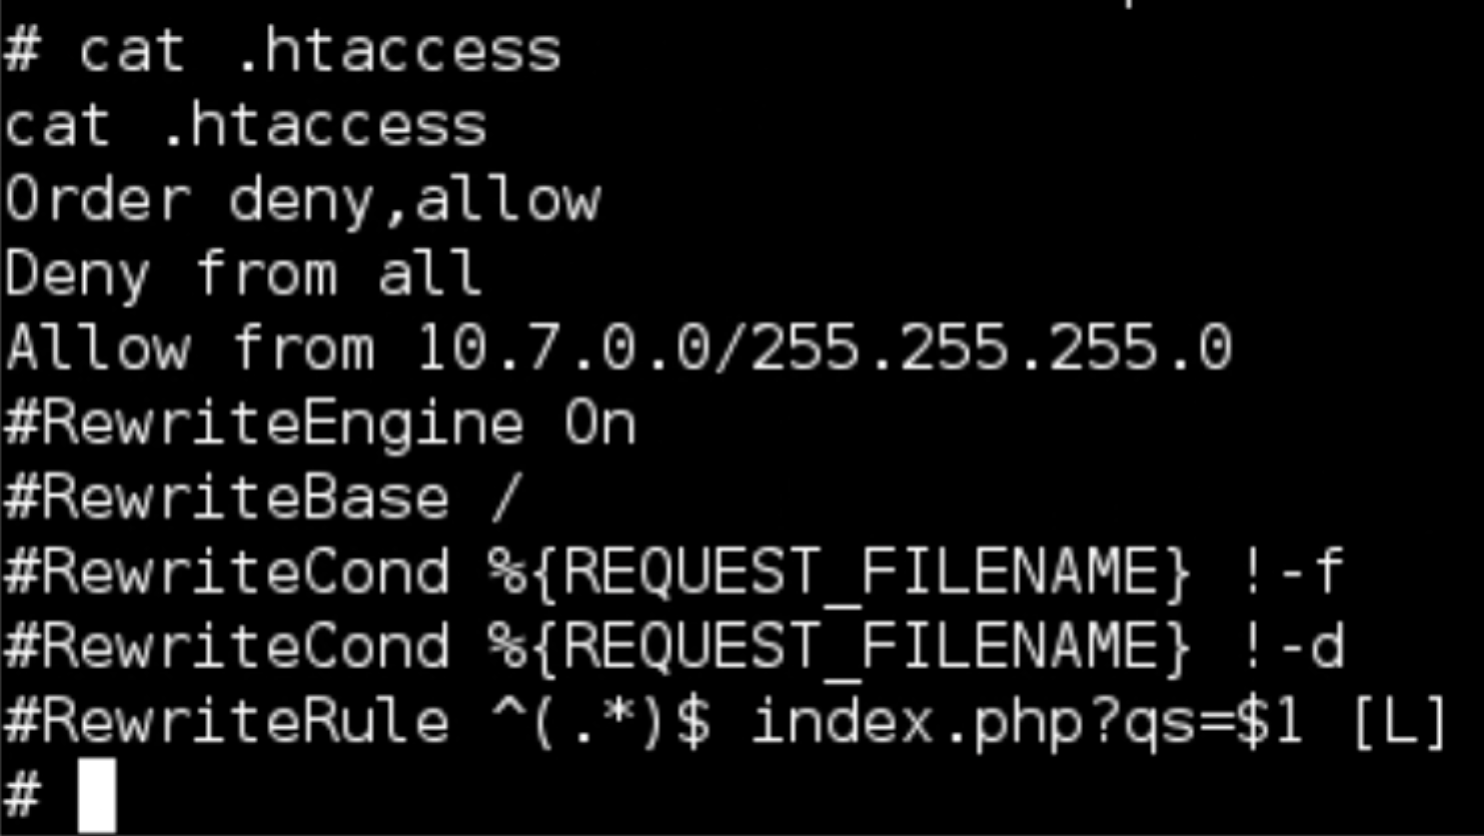 # cat .htaccess
cat .htaccess
Order deny,allow
Deny from all
Allow from 10.7.0.0/255.255.255.0
#RewriteEngine On
#RewriteBase /
#RewriteCond %{REQUEST_FILENAME} !-f
#RewriteCond %{REQUEST_FILENAME} !-d
#RewriteRule ^(.*)$ index.php?qs=$1 [L]
#